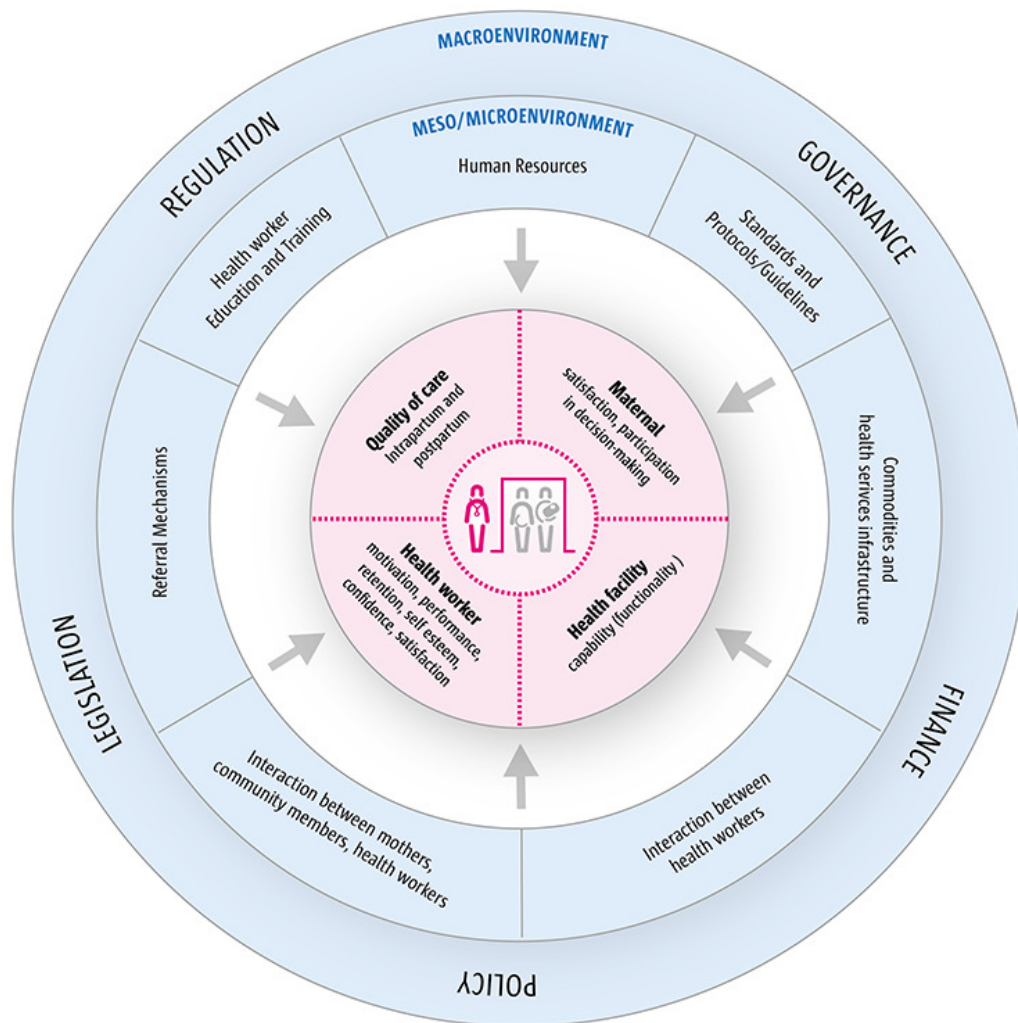 MACROENVIRONMENT
REGULATION
GOVERNANCE
FINANCE
POLICY
LEGISLATION
MESO/MICROENVIRONMENT
Human Resources
Standards and
Protocols/Guidelines
Commodities and
health serivces infrastructure
Interaction between
health workers
Interaction between mothers,
community members, health workers
Referral Mechanisms
Health worker
Education and Training
Quality of care
Intrapartum and
postpartum
Maternal
satisfaction, participation
in decision-making
Health worker
motivation, performance,
retention, self esteem,
confidence, satisfaction
Health facility
capability (functionality )